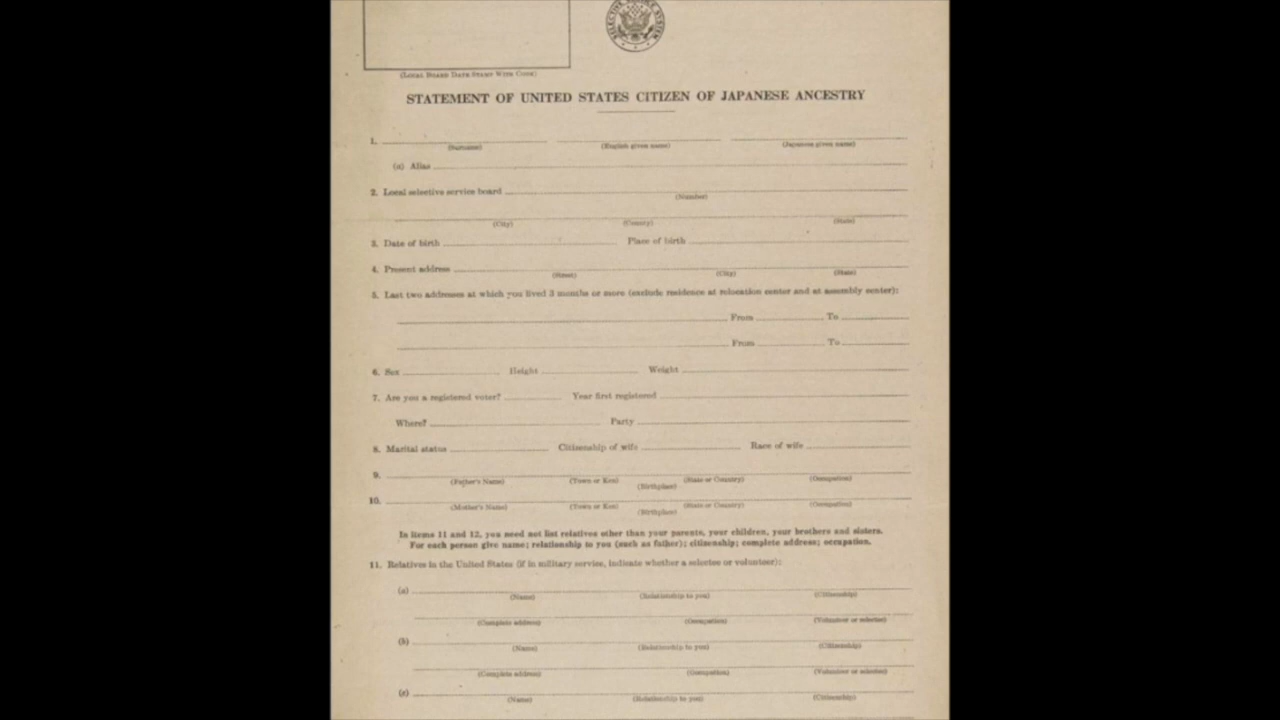 SELECTIVE SERVICE SYSTEM
(Local Board Date Stamp With Code)
STATEMENT OF UNITED STATES CITIZEN OF JAPANESE ANCESTRY
1.
(Surname) (English given name) (Japanese given name)
(a) Alias
2. Local selective service board
(Number)
(City) (County) (State)
3. Date of birth Place of birth
4. Present address
(Street) (City) (State)
5. Last two addresses at which you lived 3 months or more (exclude residence at relocation center and at assembly center):
From To
From To
6. Sex Height Weight
7. Are you a registered voter? Year first registered
Where? Party
8. Marital status Citizenship of wife Race of wife
9.
(Father's Name) (Town or Ken) (Birthplace) (State or Country) (Occupation)
10.
(Mother's Name) (Town or Ken) (Birthplace) (State or Country) (Occupation)
In items 11 and 12, you need not list relatives other than your parents, your children, your brothers and sisters.
For each person give name; relationship to you (such as father); citizenship; complete address; occupation.
11. Relatives in the United States (if in military service, indicate whether a selectee or volunteer):
(a)
(Name) (Relationship to you) (Citizenship)
(Complete address) (Occupation) (Volunteer or selectee)
(b)
(Name) (Relationship to you) (Citizenship)
(Complete address) (Occupation) (Volunteer or selectee)
(c)
(Name) (Relationship to you) (Citizenship)